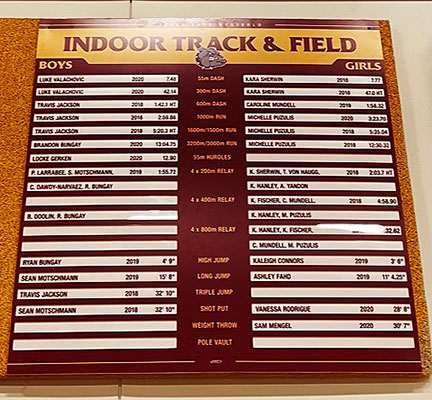 INDOOR TRACK & FIELD
BOYS GIRLS
LUKE VALACHOVIC 2020 7.48 55m DASH KARA SHERWIN 2018 7.77
LUKE VALACHOVIC 2020 42.14 300m DASH KARA SHERWIN 2018 47.0 HT
TRAVIS JACKSON 2018 1:42.1 HT 600m DASH CAROLINE MUNDELL 2018 1:58.32
TRAVIS JACKSON 2018 2:59.86 1000m RUN MICHELLE PUZULIS 2020 3:23.70
TRAVIS JACKSON 2018 5:20.3 HT 1600m/1500m RUN MICHELLE PUZULIS 2018 5:35.04
BRANDON BUNGAY 2020 13:04.75 3200m/3000m RUN MICHELLE PUZULIS 2018 12:30.32
LOCKE GERKEN 2020 12.90 55m HURDLES
P. LARRABEE, S. MOTSCHMANN, 2019 1:55.72 4 x 200m RELAY K. SHERWIN, T. VON HAUGG, 2018 2:03.7 HT
C. DAWDY-NARVAEZ, R. BUNGAY K. HANLEY, A. YANDON
4 x 400m RELAY K. FISCHER, C. MUNDELL, 2018 4:58.90
B. DOOLIN, R. BUNGAY K. HANLEY, M. PUZULIS
4 x 800m RELAY K. HANLEY, K. FISCHER,
C. MUNDELL, M. PUZULIS
RYAN BUNGAY 2019 4' 9" HIGH JUMP KALEIGH CONNORS 2019 3' 6"
SEAN MOTSCHMANN 2019 15' 8" LONG JUMP ASHLEY FAHD 2019 11' 4.25"
TRAVIS JACKSON 2018 32' 10" TRIPLE JUMP
SEAN MOTSCHMANN 2018 32' 10" SHOT PUT VANESSA RODRIGUE 2020 28' 8"
WEIGHT THROW SAM MENGEL 2020 30' 7"
POLE VAULT